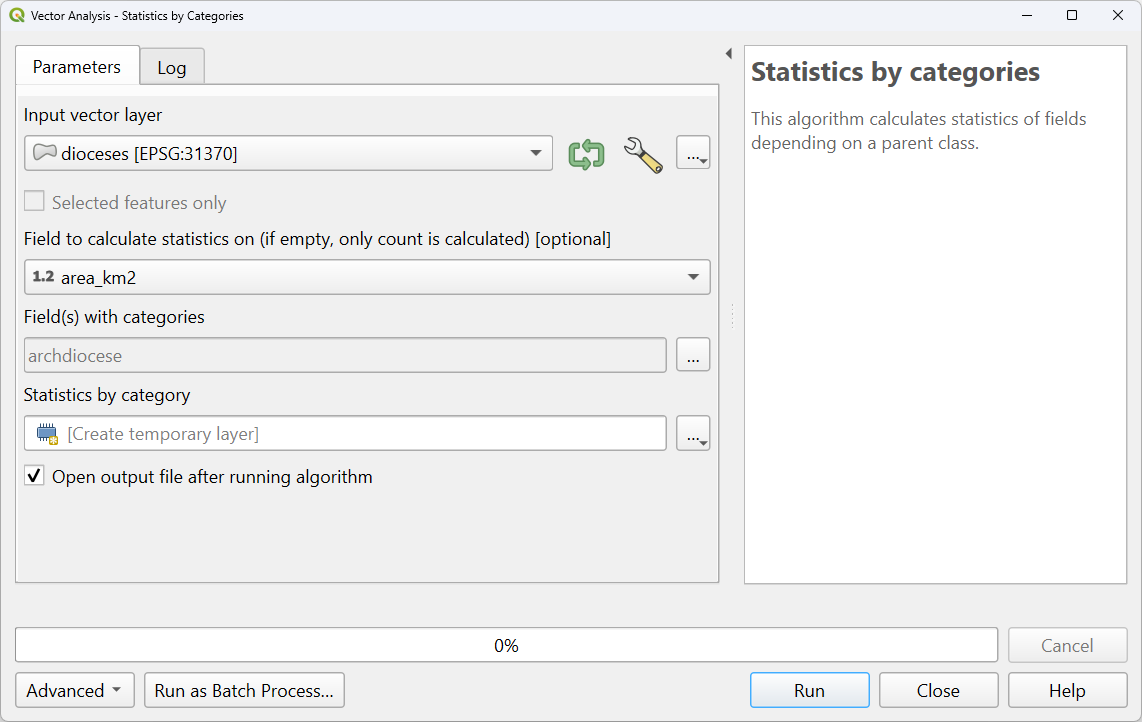 Vector Analysis - Statistics by Categories
Parameters
Log
Input vector layer
dioceses [EPSG:31370]
...
Selected features only
Field to calculate statistics on (if empty, only count is calculated) [optional]
1.2 area_km2
Field(s) with categories
archdiocese
...
Statistics by category
[Create temporary layer]
...
Open output file after running algorithm
Statistics by categories
This algorithm calculates statistics of fields
depending on a parent class.
0%
Cancel
Advanced
Run as Batch Process...
Run
Close
Help